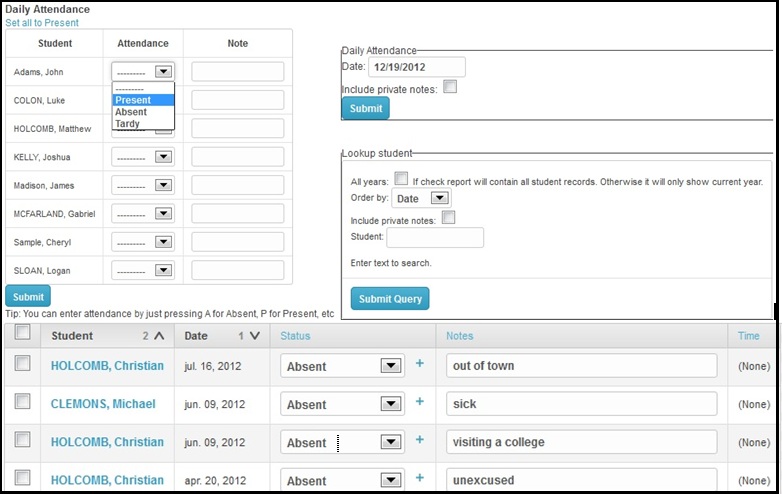 Daily Attendance
Set all to Present
Student Attendance Note
Adams, John ---------
---------
Present
Absent
Tardy
COLON, Luke
HOLCOMB, Matthew ---------
KELLY, Joshua ---------
Madison, James ---------
MCFARLAND, Gabriel ---------
Sample, Cheryl ---------
SLOAN, Logan ---------
Submit
Tip: You can enter attendance by just pressing A for Absent, P for Present, etc
Daily Attendance
Date: 12/19/2012
Include private notes:
Submit
Lookup student
All years: If check report will contain all student records. Otherwise it will only show current year.
Order by: Date
Include private notes:
Student:
Enter text to search.
Submit Query
Student 2 Date 1 Status Notes Time
HOLCOMB, Christian jul. 16, 2012 Absent + out of town (None)
CLEMONS, Michael jun. 09, 2012 Absent + sick (None)
HOLCOMB, Christian jun. 09, 2012 Absent + visiting a college (None)
HOLCOMB, Christian apr. 20, 2012 Absent + unexcused (None)